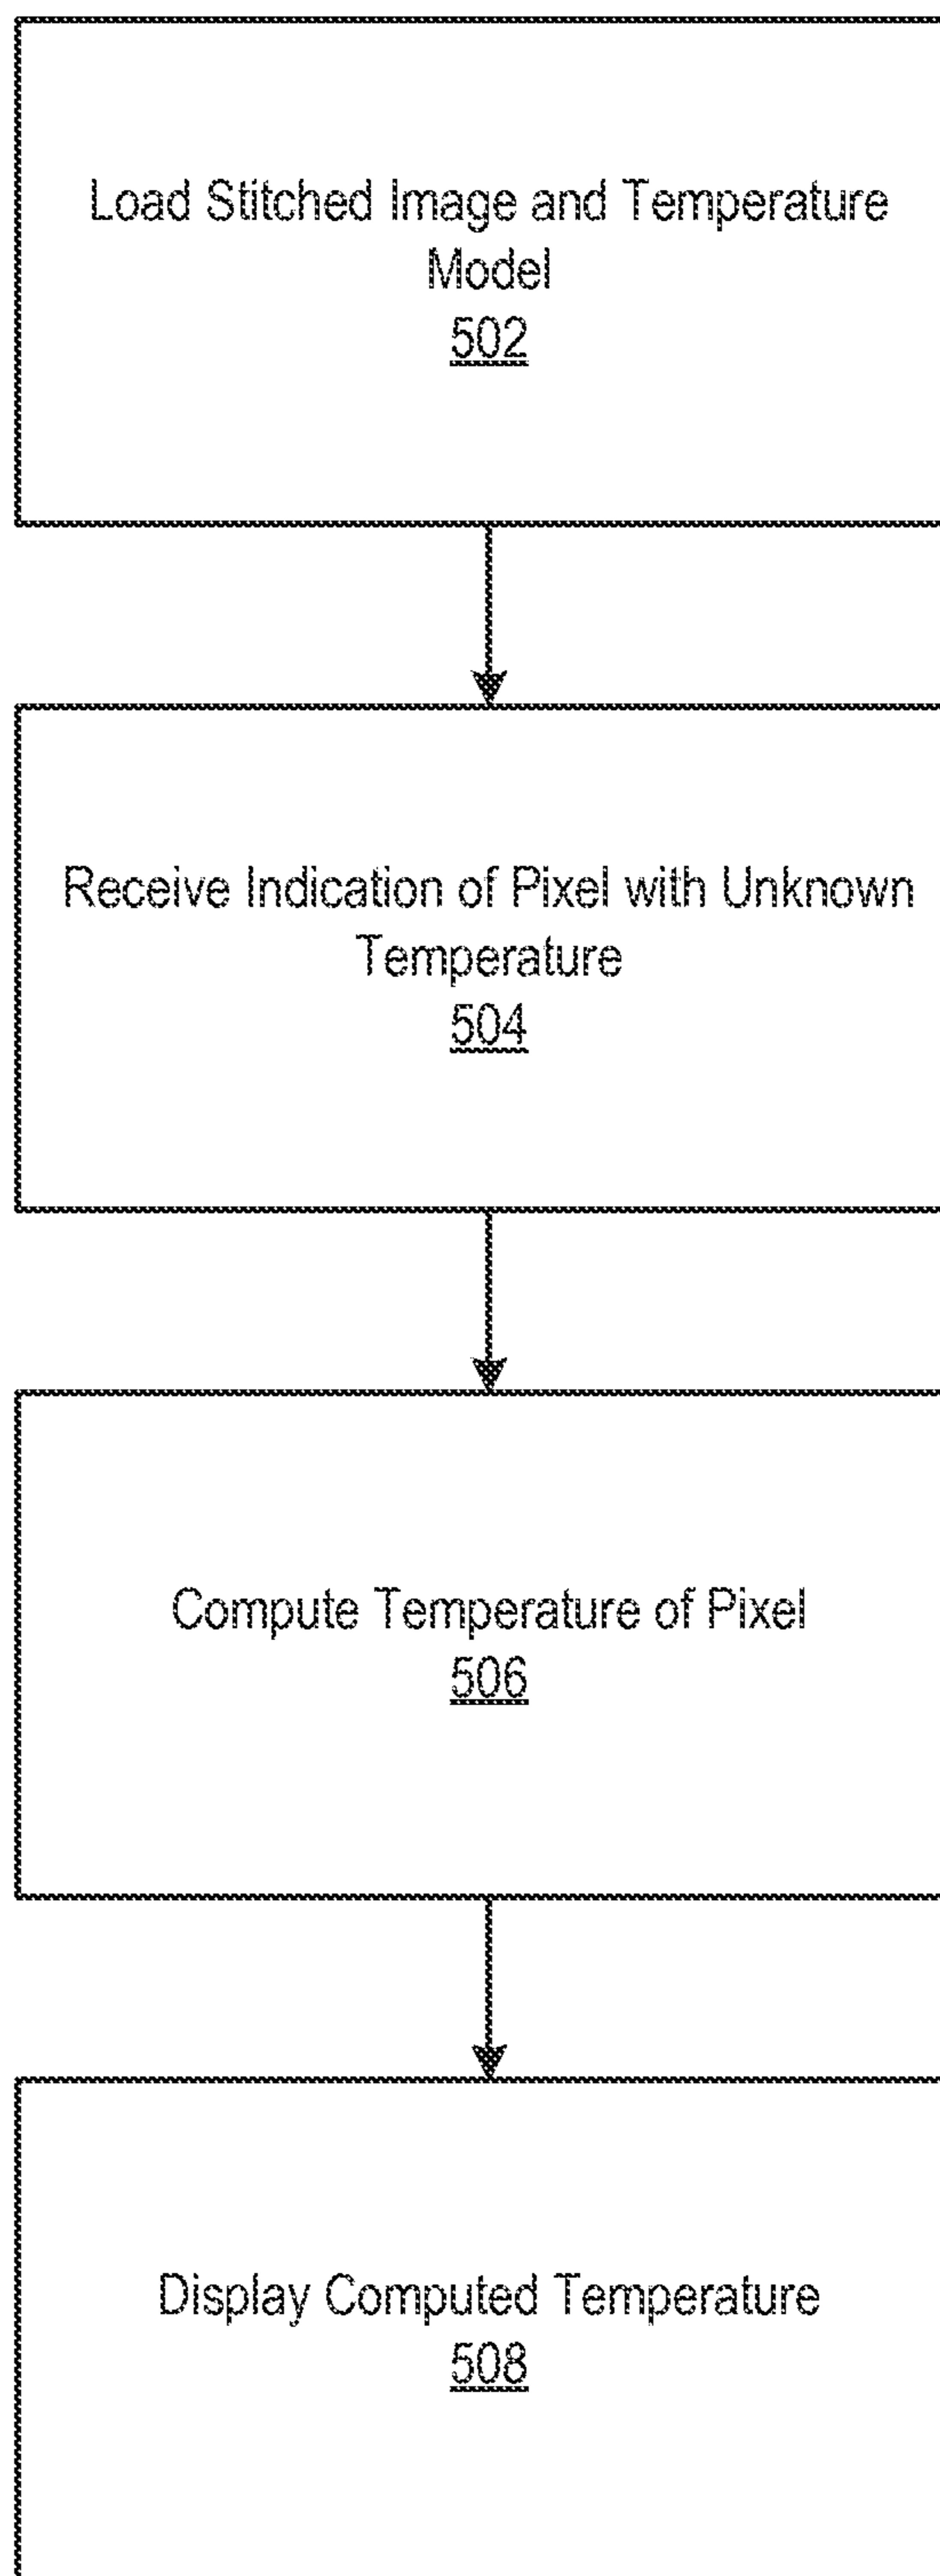 Load Stitched Image and Temperature
Model
502
Receive Indication of Pixel with Unknown
Temperature
504
Compute Temperature of Pixel
506
Display Computed Temperature
508